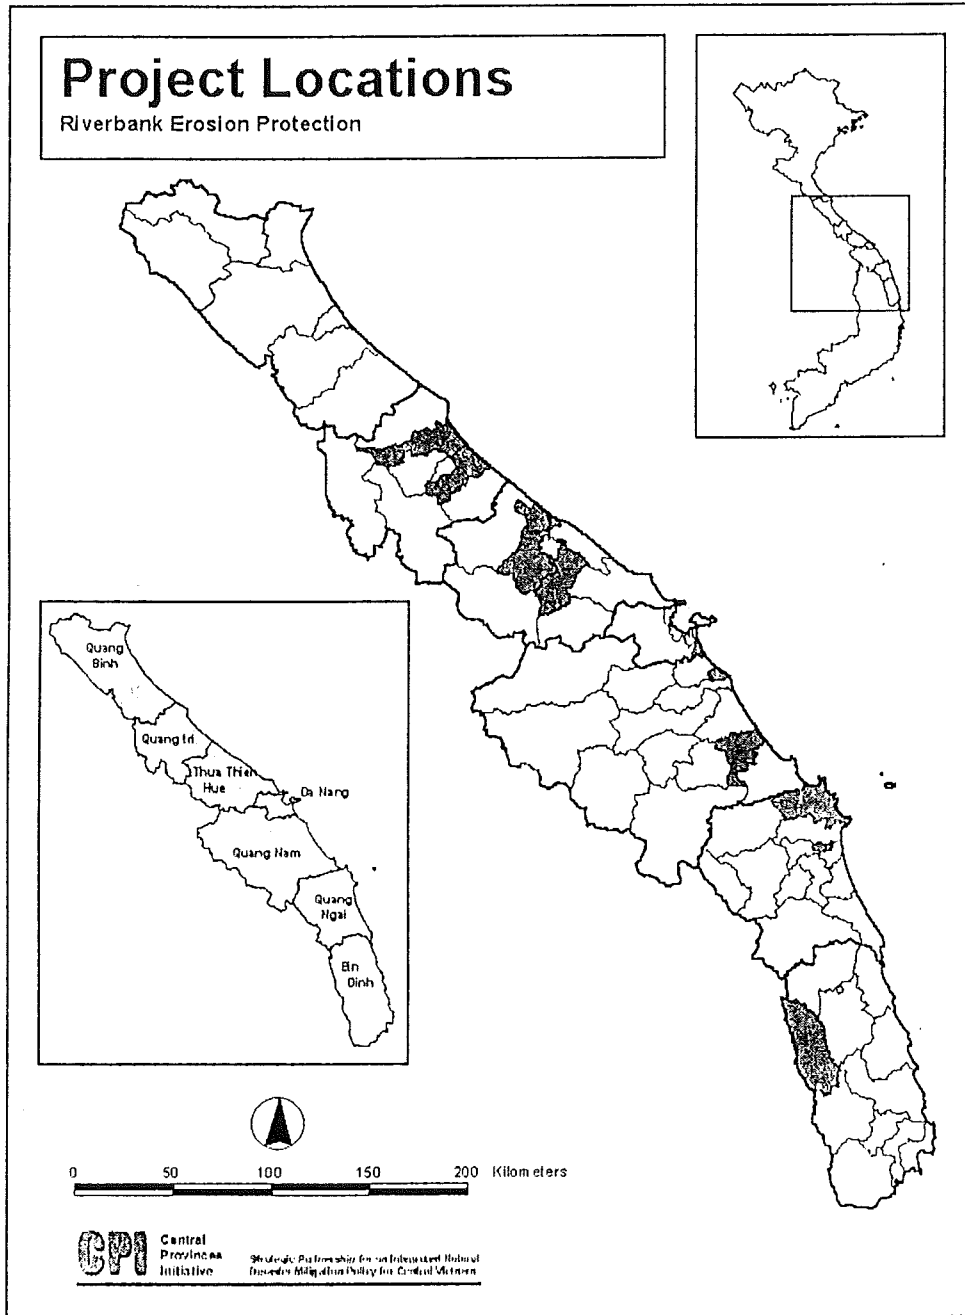 Project Locations
Riverbank Erosion Protection
Quang
Binh
Quang tri
Thua Thien
Hue
Da Nang
Quang Nam
Quang
Ngai
Bin
Dinh
0 50 100 150 200 Kilometers
CPI
Central
Provinces
Initiative
Strategic Partnership for an Integrated Natural
Disaster Mitigation Policy for Central Vietnam